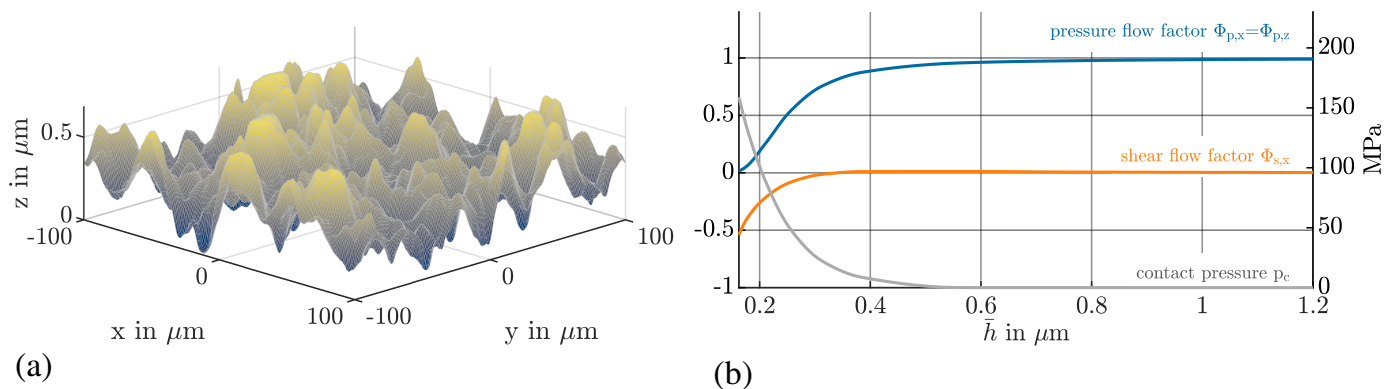 z in μm
0.5
0
-100
0
100
x in μm
-100
0
100
y in μm
(a)
pressure flow factor Φp,x=Φp,z
shear flow factor Φs,x
contact pressure pc
1
0.5
0
-0.5
-1
200
150
100
50
0
MPa
0.2 0.4 0.6 0.8 1 1.2
h̄ in μm
(b)